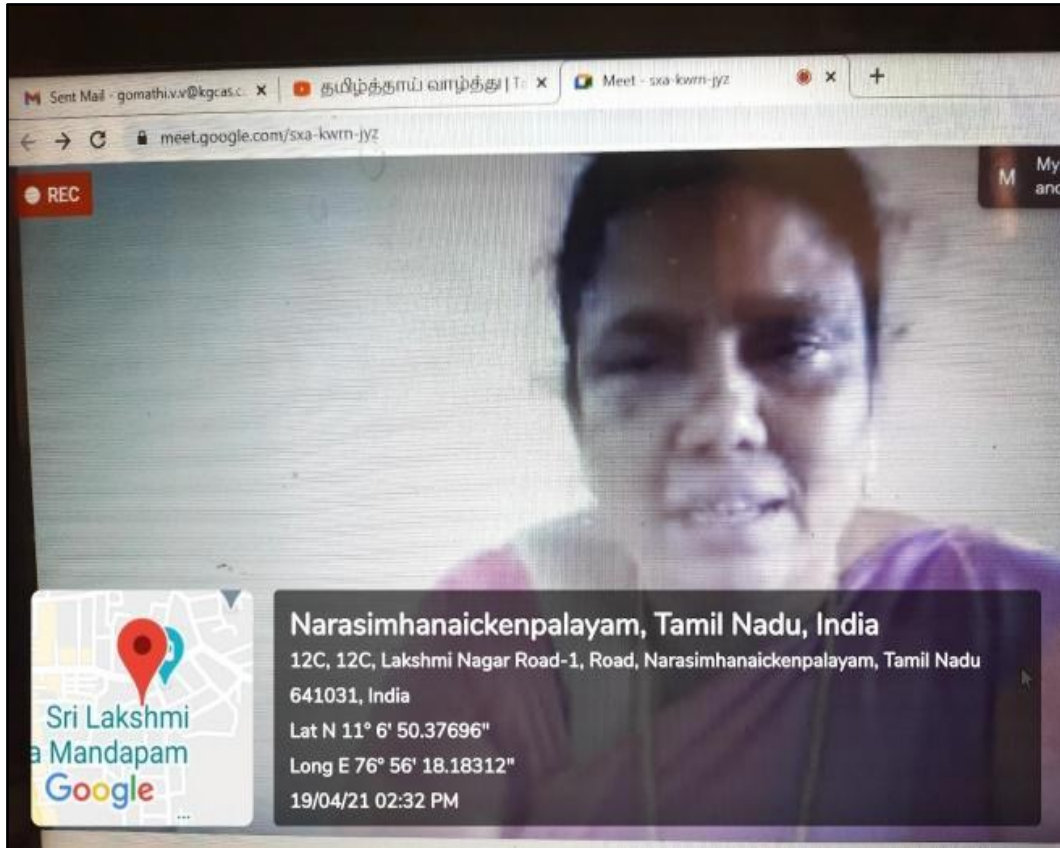 Sent Mail - gomathi.v.v@kgcas.c
தமிழ்த்தாய் வாழ்த்து |
Meet - sxa-kwrn-jyz
meet.google.com/sxa-kwrn-jyz
REC
M
My
and
Narasimhanaickenpalayam, Tamil Nadu, India
12C, 12C, Lakshmi Nagar Road-1, Road, Narasimhanaickenpalayam, Tamil Nadu
641031, India
Lat N 11° 6' 50.37696"
Long E 76° 56' 18.18312"
19/04/21 02:32 PM
Sri Lakshmi
a Mandapam
Google